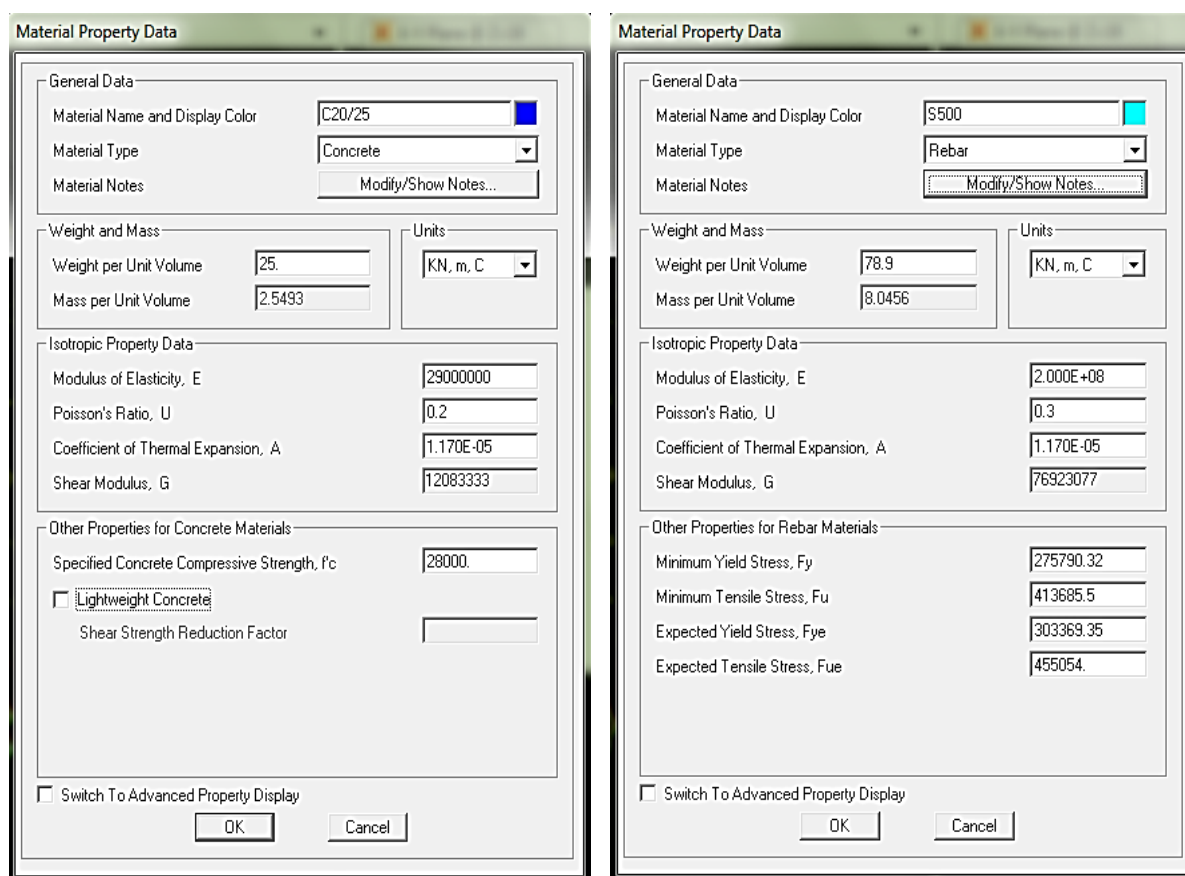 Material Property Data
General Data
Material Name and Display Color C20/25
Material Type Concrete
Material Notes Modify/Show Notes...
Weight and Mass
Weight per Unit Volume 25.
Mass per Unit Volume 2.5493
Units
KN, m, C
Isotropic Property Data
Modulus of Elasticity, E 29000000
Poisson's Ratio, U 0.2
Coefficient of Thermal Expansion, A 1.170E-05
Shear Modulus, G 12083333
Other Properties for Concrete Materials
Specified Concrete Compressive Strength, f'c 28000.
Lightweight Concrete
Shear Strength Reduction Factor
Switch To Advanced Property Display
OK Cancel
Material Property Data
General Data
Material Name and Display Color S500
Material Type Rebar
Material Notes Modify/Show Notes...
Weight and Mass
Weight per Unit Volume 78.9
Mass per Unit Volume 8.0456
Units
KN, m, C
Isotropic Property Data
Modulus of Elasticity, E 2.000E+08
Poisson's Ratio, U 0.3
Coefficient of Thermal Expansion, A 1.170E-05
Shear Modulus, G 76923077
Other Properties for Rebar Materials
Minimum Yield Stress, Fy 275790.32
Minimum Tensile Stress, Fu 413685.5
Expected Yield Stress, Fye 303369.35
Expected Tensile Stress, Fue 455054.
Switch To Advanced Property Display
OK Cancel